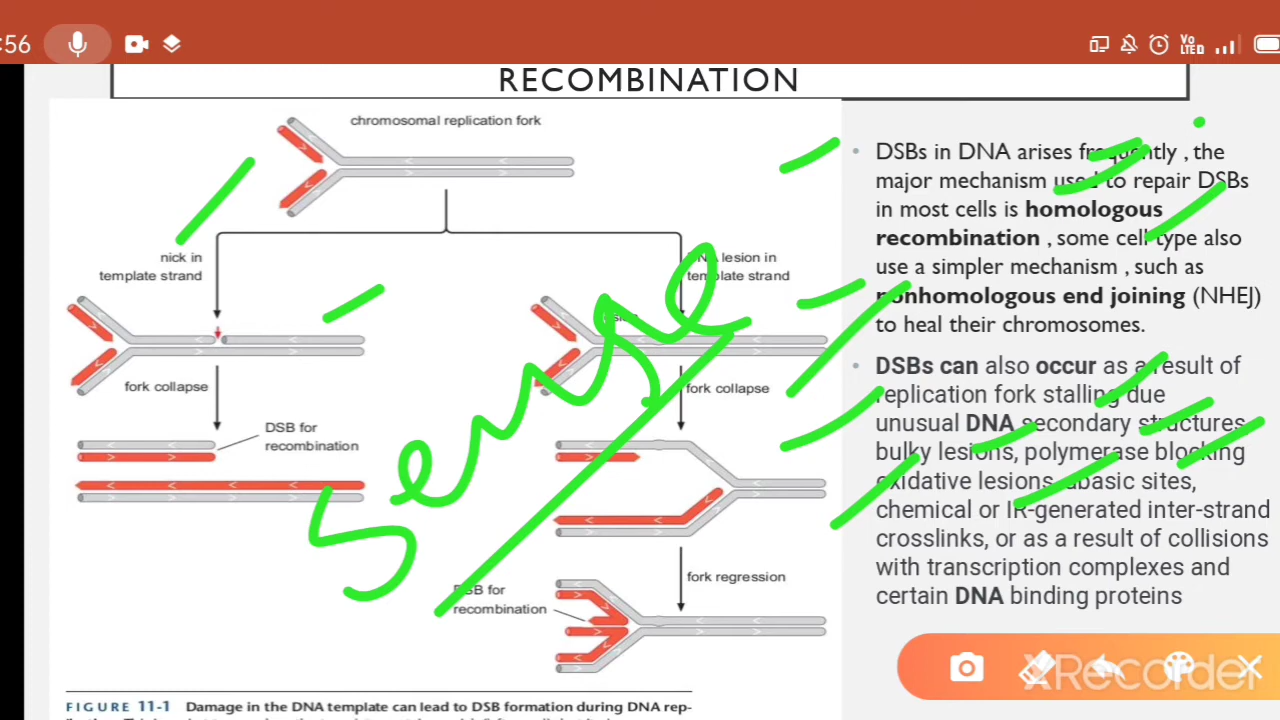 :56
VoLTED
RECOMBINATION
chromosomal replication fork
nick in
template strand
DNA lesion in
template strand
lesion
fork collapse
fork collapse
DSB for
recombination
fork regression
DSB for
recombination
sense
FIGURE 11-1 Damage in the DNA template can lead to DSB formation during DNA rep-
• DSBs in DNA arises frequently , the
major mechanism used to repair DSBs
in most cells is homologous
recombination , some cell type also
use a simpler mechanism , such as
nonhomologous end joining (NHEJ)
to heal their chromosomes.
• DSBs can also occur as a result of
replication fork stalling due
unusual DNA secondary structures,
bulky lesions, polymerase blocking
oxidative lesions, abasic sites,
chemical or IR-generated inter-strand
crosslinks, or as a result of collisions
with transcription complexes and
certain DNA binding proteins
XRecorder